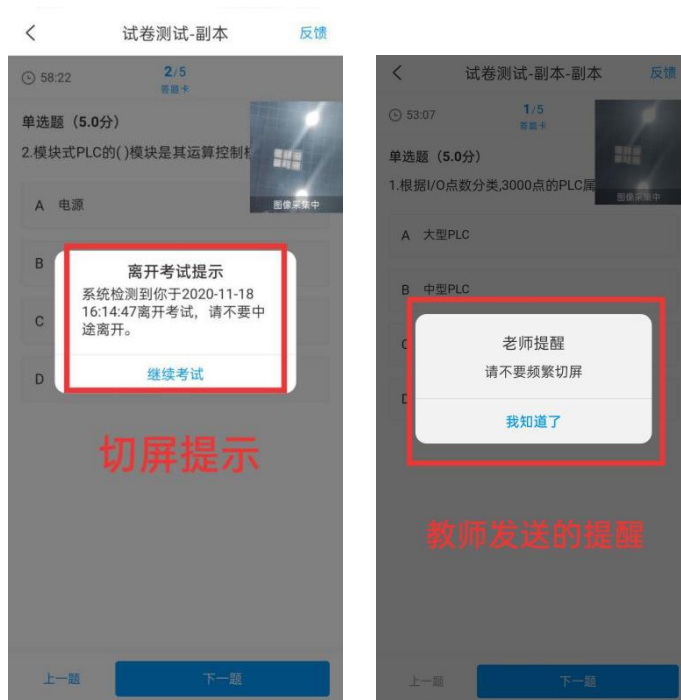 试卷测试-副本
反馈
58:22
2/5
答题卡
单选题（5.0分）
2.模块式PLC的( )模块是其运算控制
图像采集中
A 电源
B
离开考试提示
系统检测到你于2020-11-18
16:14:47离开考试，请不要中
途离开。
C
继续考试
D
切屏提示
上一题
下一题
试卷测试-副本-副本
反馈
53:07
1/5
答题卡
单选题（5.0分）
1.根据I/O点数分类,3000点的PLC属
图像采集中
A 大型PLC
B 中型PLC
C
老师提醒
请不要频繁切屏
我知道了
教师发送的提醒
上一题
下一题